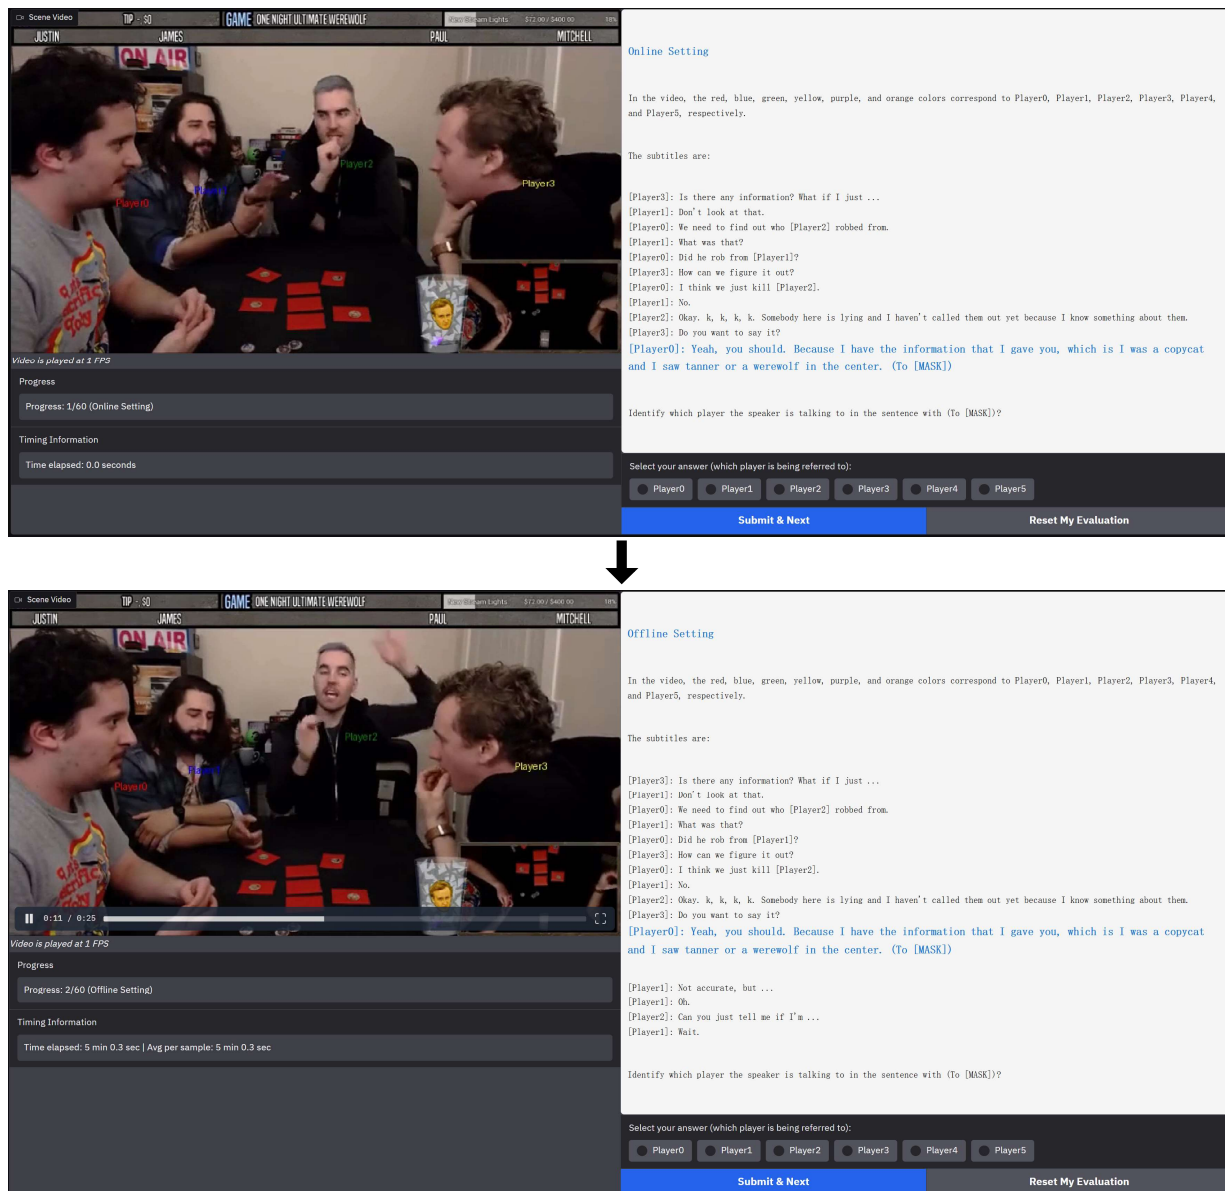 Scene Video
TIP - $0
GAME ONE NIGHT ULTIMATE WEREWOLF
New Stream Lights $72.00 / $400.00 18%
JUSTIN JAMES PAUL MITCHELL
ON AIR
Player2
Player3
Player0
Video is played at 1 FPS
Progress
Progress: 1/60 (Online Setting)
Timing Information
Time elapsed: 0.0 seconds
Online Setting
In the video, the red, blue, green, yellow, purple, and orange colors correspond to Player0, Player1, Player2, Player3, Player4,
and Player5, respectively.
The subtitles are:
[Player3]: Is there any information? What if I just ...
[Player1]: Don't look at that.
[Player0]: We need to find out who [Player2] robbed from.
[Player1]: What was that?
[Player0]: Did he rob from [Player1]?
[Player3]: How can we figure it out?
[Player0]: I think we just kill [Player2].
[Player1]: No.
[Player2]: Okay. k, k, k, k. Somebody here is lying and I haven't called them out yet because I know something about them.
[Player3]: Do you want to say it?
[Player0]: Yeah, you should. Because I have the information that I gave you, which is I was a copycat
and I saw tanner or a werewolf in the center. (To [MASK])
Identify which player the speaker is talking to in the sentence with (To [MASK])?
Select your answer (which player is being referred to):
Player0 Player1 Player2 Player3 Player4 Player5
Submit & Next Reset My Evaluation
Scene Video
TIP - $0
GAME ONE NIGHT ULTIMATE WEREWOLF
$72.00 / $400.00 18%
JUSTIN JAMES PAUL MITCHELL
ON AIR
Player2
Player3
Player0
0:11 / 0:25
Video is played at 1 FPS
Progress
Progress: 2/60 (Offline Setting)
Timing Information
Time elapsed: 5 min 0.3 sec | Avg per sample: 5 min 0.3 sec
Offline Setting
In the video, the red, blue, green, yellow, purple, and orange colors correspond to Player0, Player1, Player2, Player3, Player4,
and Player5, respectively.
The subtitles are:
[Player3]: Is there any information? What if I just ...
[Player1]: Don't look at that.
[Player0]: We need to find out who [Player2] robbed from.
[Player1]: What was that?
[Player0]: Did he rob from [Player1]?
[Player3]: How can we figure it out?
[Player0]: I think we just kill [Player2].
[Player1]: No.
[Player2]: Okay. k, k, k, k. Somebody here is lying and I haven't called them out yet because I know something about them.
[Player3]: Do you want to say it?
[Player0]: Yeah, you should. Because I have the information that I gave you, which is I was a copycat
and I saw tanner or a werewolf in the center. (To [MASK])
[Player1]: Not accurate, but ...
[Player1]: Oh.
[Player2]: Can you just tell me if I'm ...
[Player1]: Wait.
Identify which player the speaker is talking to in the sentence with (To [MASK])?
Select your answer (which player is being referred to):
Player0 Player1 Player2 Player3 Player4 Player5
Submit & Next Reset My Evaluation